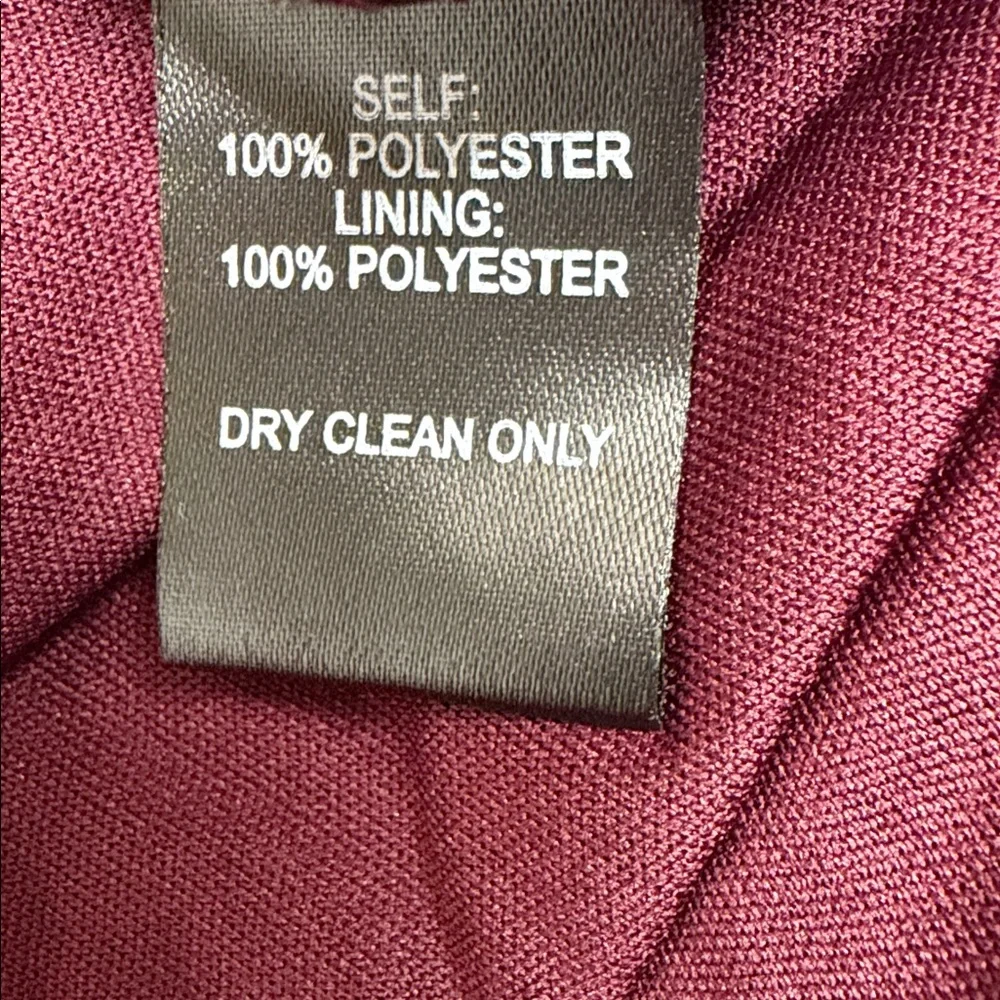 SELF:
100% POLYESTER
LINING:
100% POLYESTER
DRY CLEAN ONLY